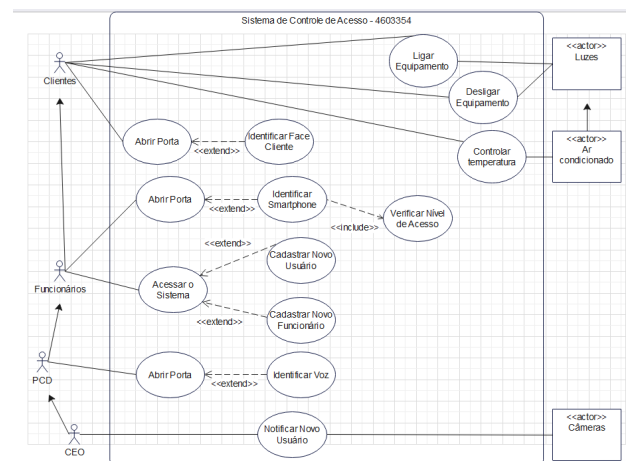 Sistema de Controle de Acesso - 4603354
Clientes
Ligar
Equipamento
<<actor>>
Luzes
Desligar
Equipamento
Abrir Porta
<<extend>>
Identificar Face
Cliente
Controlar
temperatura
<<actor>>
Ar
condicionado
Abrir Porta
<<extend>>
Identificar
Smartphone
<<include>>
Verificar Nível
de Acesso
Funcionários
Acessar o
Sistema
<<extend>>
Cadastrar Novo
Usuário
<<extend>>
Cadastrar Novo
Funcionário
PCD
Abrir Porta
<<extend>>
Identificar Voz
CEO
Notificar Novo
Usuário
<<actor>>
Câmeras